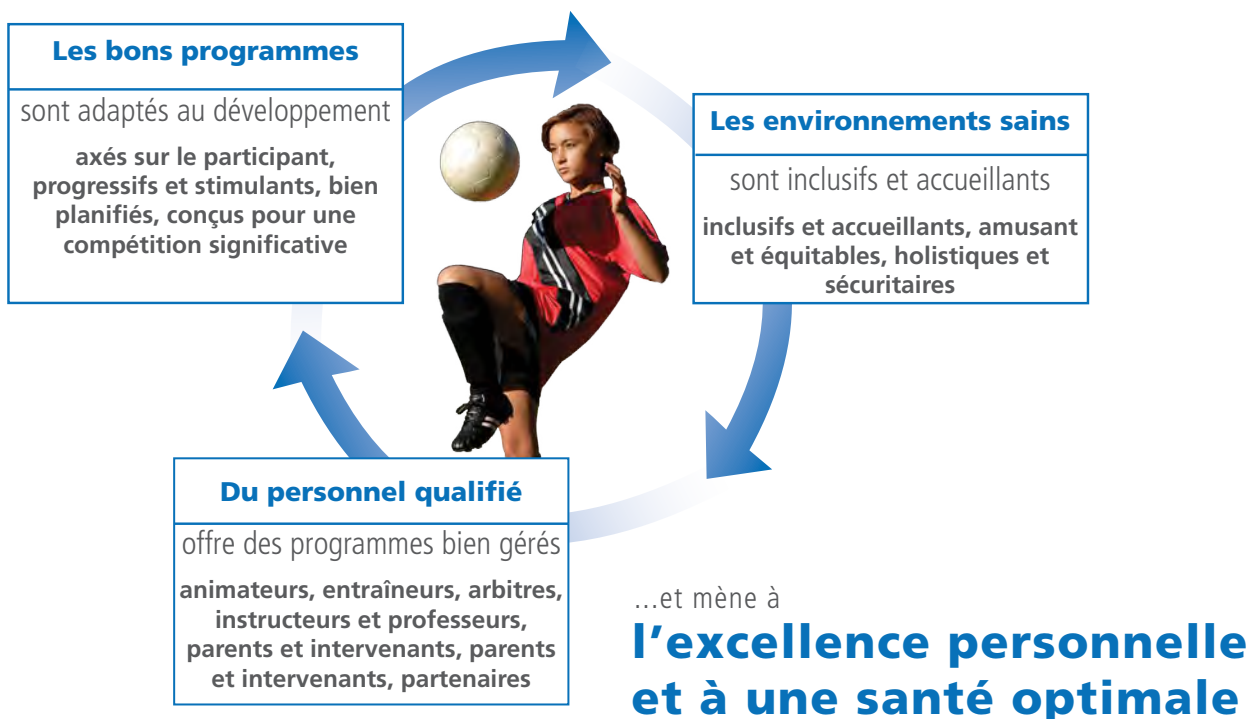 Les bons programmes
sont adaptés au développement
axés sur le participant,
progressifs et stimulants, bien
planifiés, conçus pour une
compétition significative
Les environnements sains
sont inclusifs et accueillants
inclusifs et accueillants, amusant
et équitables, holistiques et
sécuritaires
Du personnel qualifié
offre des programmes bien gérés
animateurs, entraîneurs, arbitres,
instructeurs et professeurs,
parents et intervenants, parents
et intervenants, partenaires
...et mène à
l’excellence personnelle
et à une santé optimale